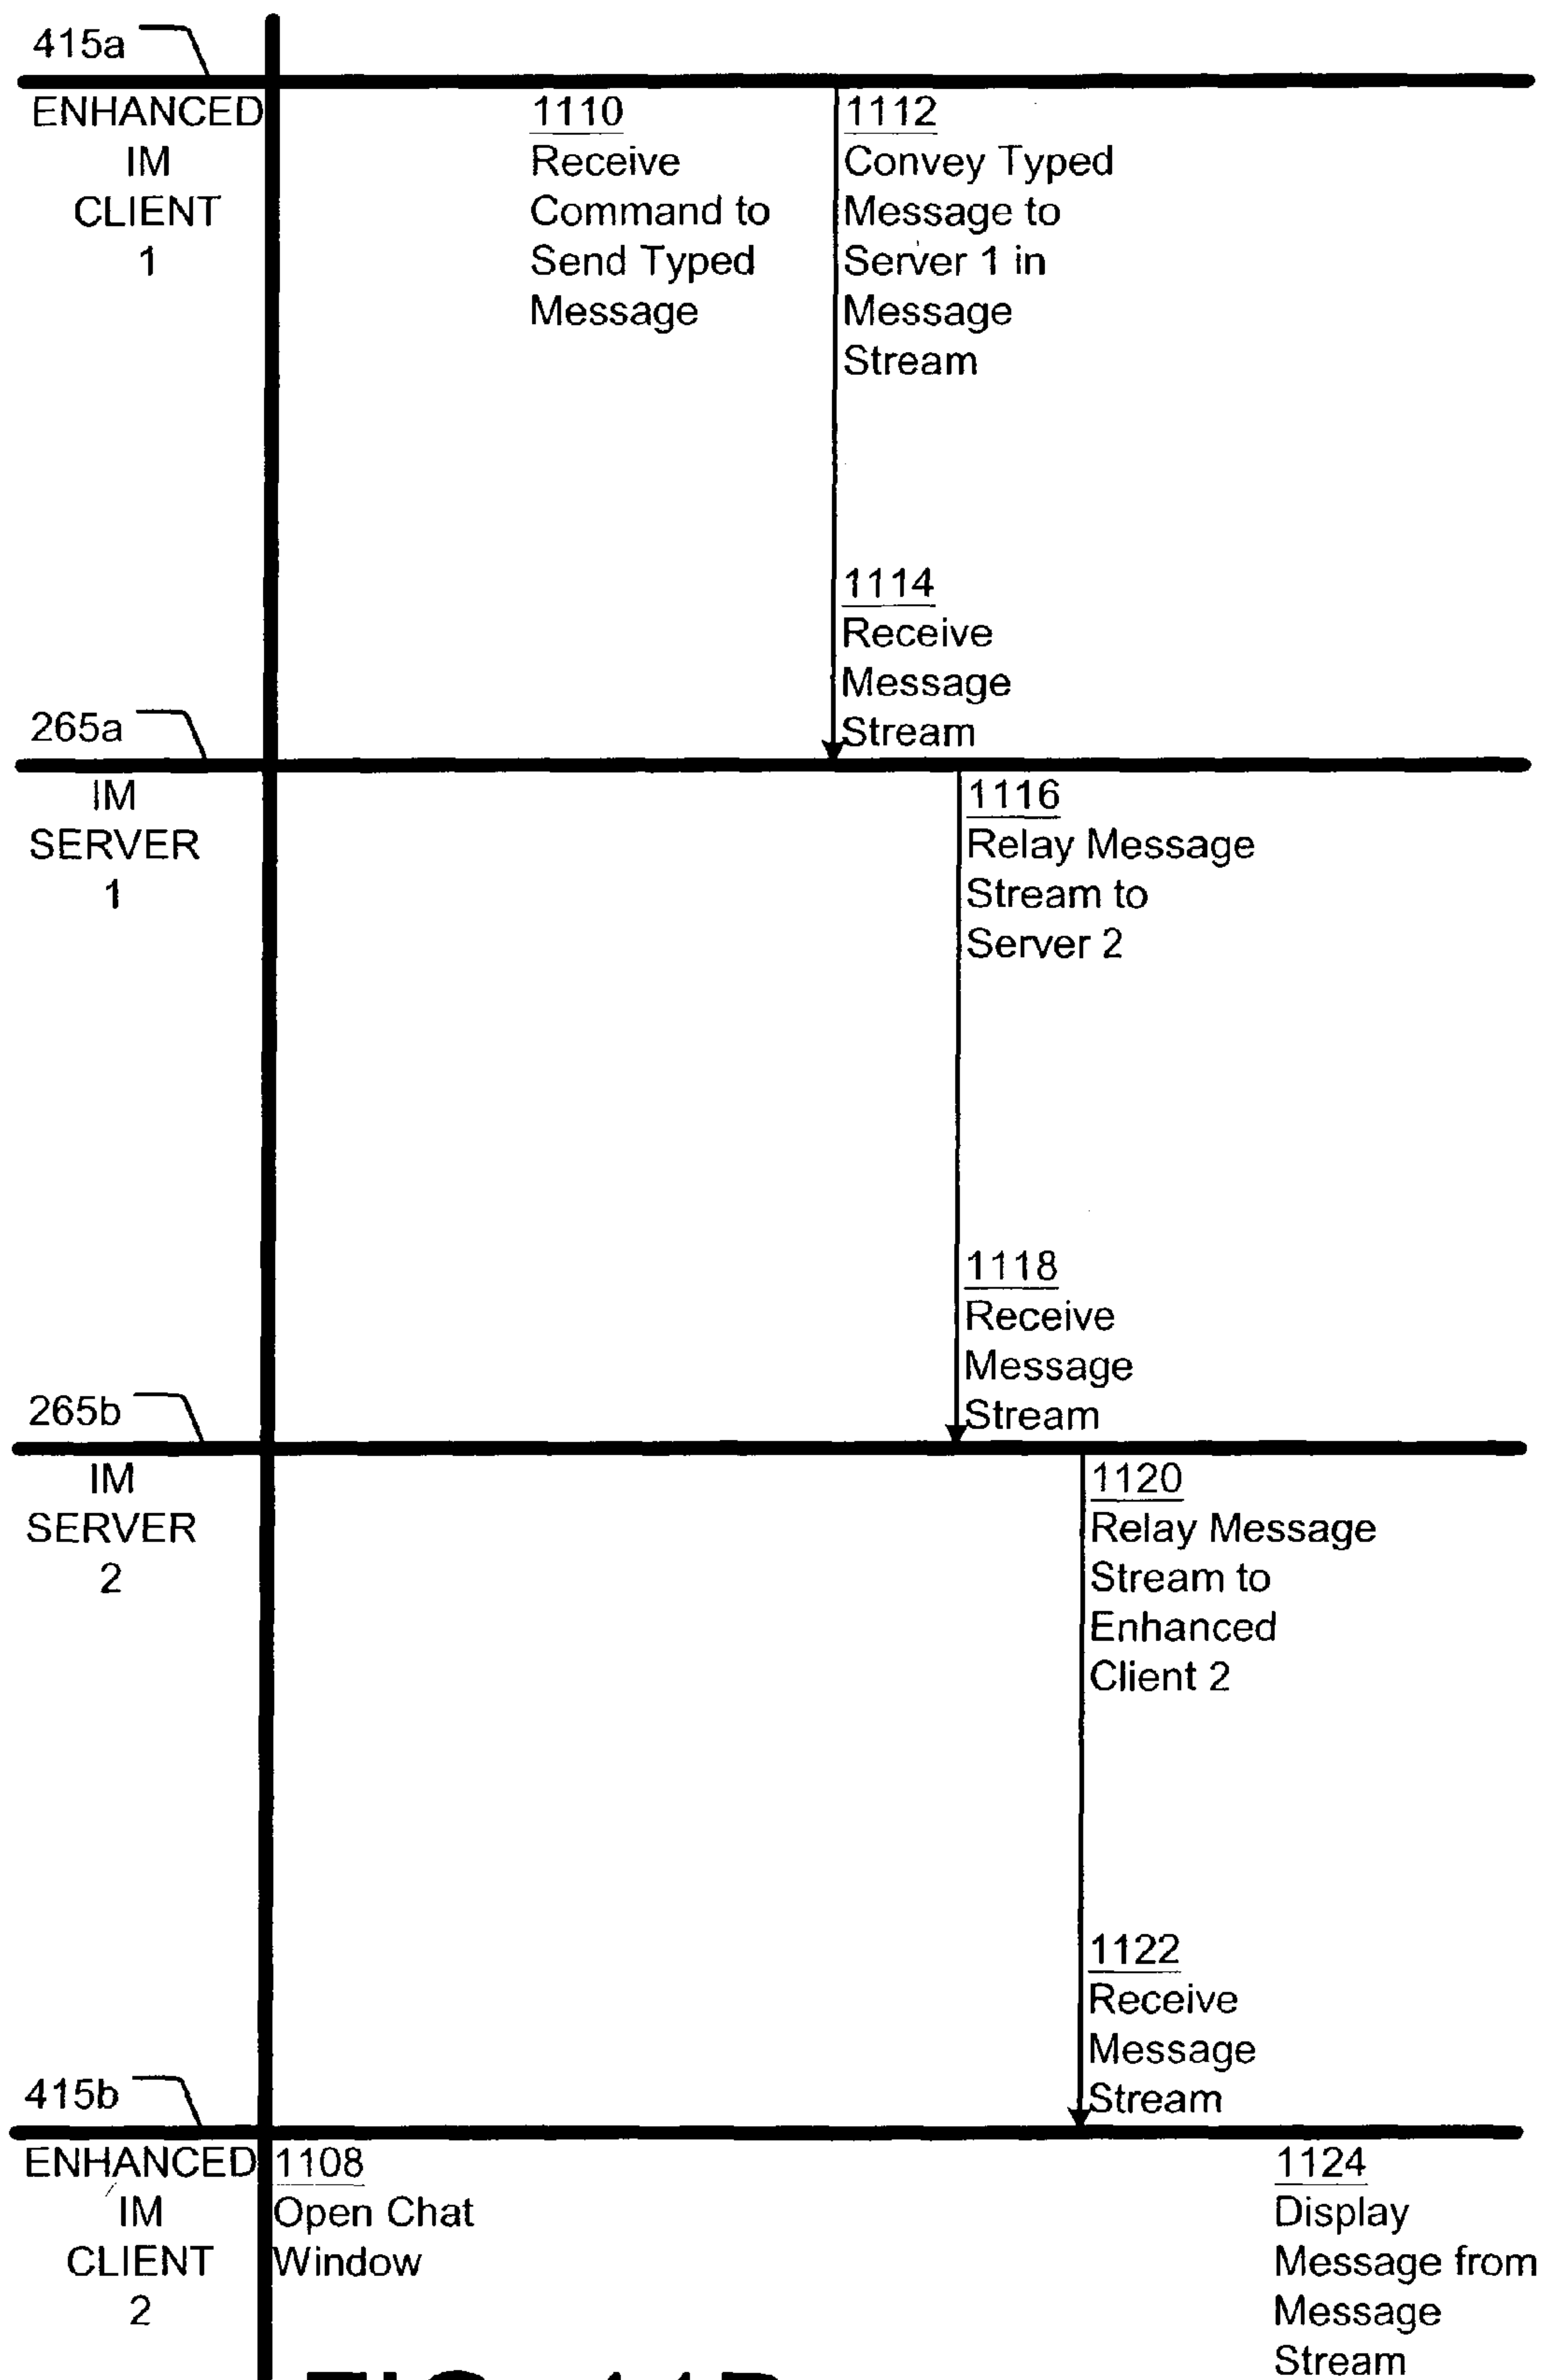 415a
ENHANCED
IM
CLIENT
1
1110
Receive
Command to
Send Typed
Message
1112
Convey Typed
Message to
Server 1 in
Message
Stream
1114
Receive
Message
Stream
265a
IM
SERVER
1
1116
Relay Message
Stream to
Server 2
1118
Receive
Message
Stream
265b
IM
SERVER
2
1120
Relay Message
Stream to
Enhanced
Client 2
1122
Receive
Message
Stream
415b
ENHANCED
IM
CLIENT
2
1108
Open Chat
Window
1124
Display
Message from
Message
Stream